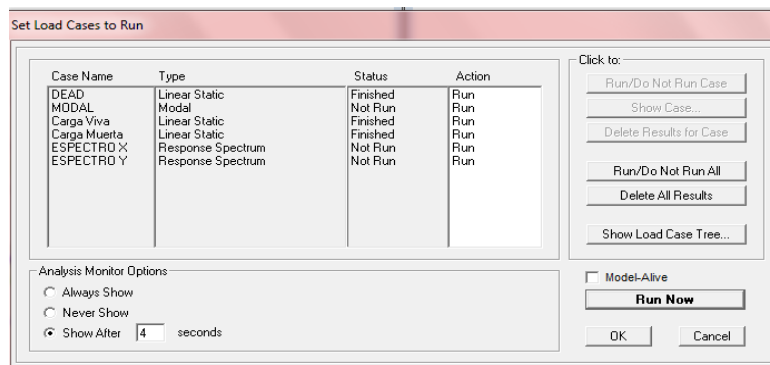 Set Load Cases to Run
Case Name Type Status Action
DEAD Linear Static Finished Run
MODAL Modal Not Run Run
Carga Viva Linear Static Finished Run
Carga Muerta Linear Static Finished Run
ESPECTRO X Response Spectrum Not Run Run
ESPECTRO Y Response Spectrum Not Run Run
Click to:
Run/Do Not Run Case
Show Case...
Delete Results for Case
Run/Do Not Run All
Delete All Results
Show Load Case Tree...
Analysis Monitor Options
Always Show
Never Show
Show After 4 seconds
Model-Alive
Run Now
OK Cancel